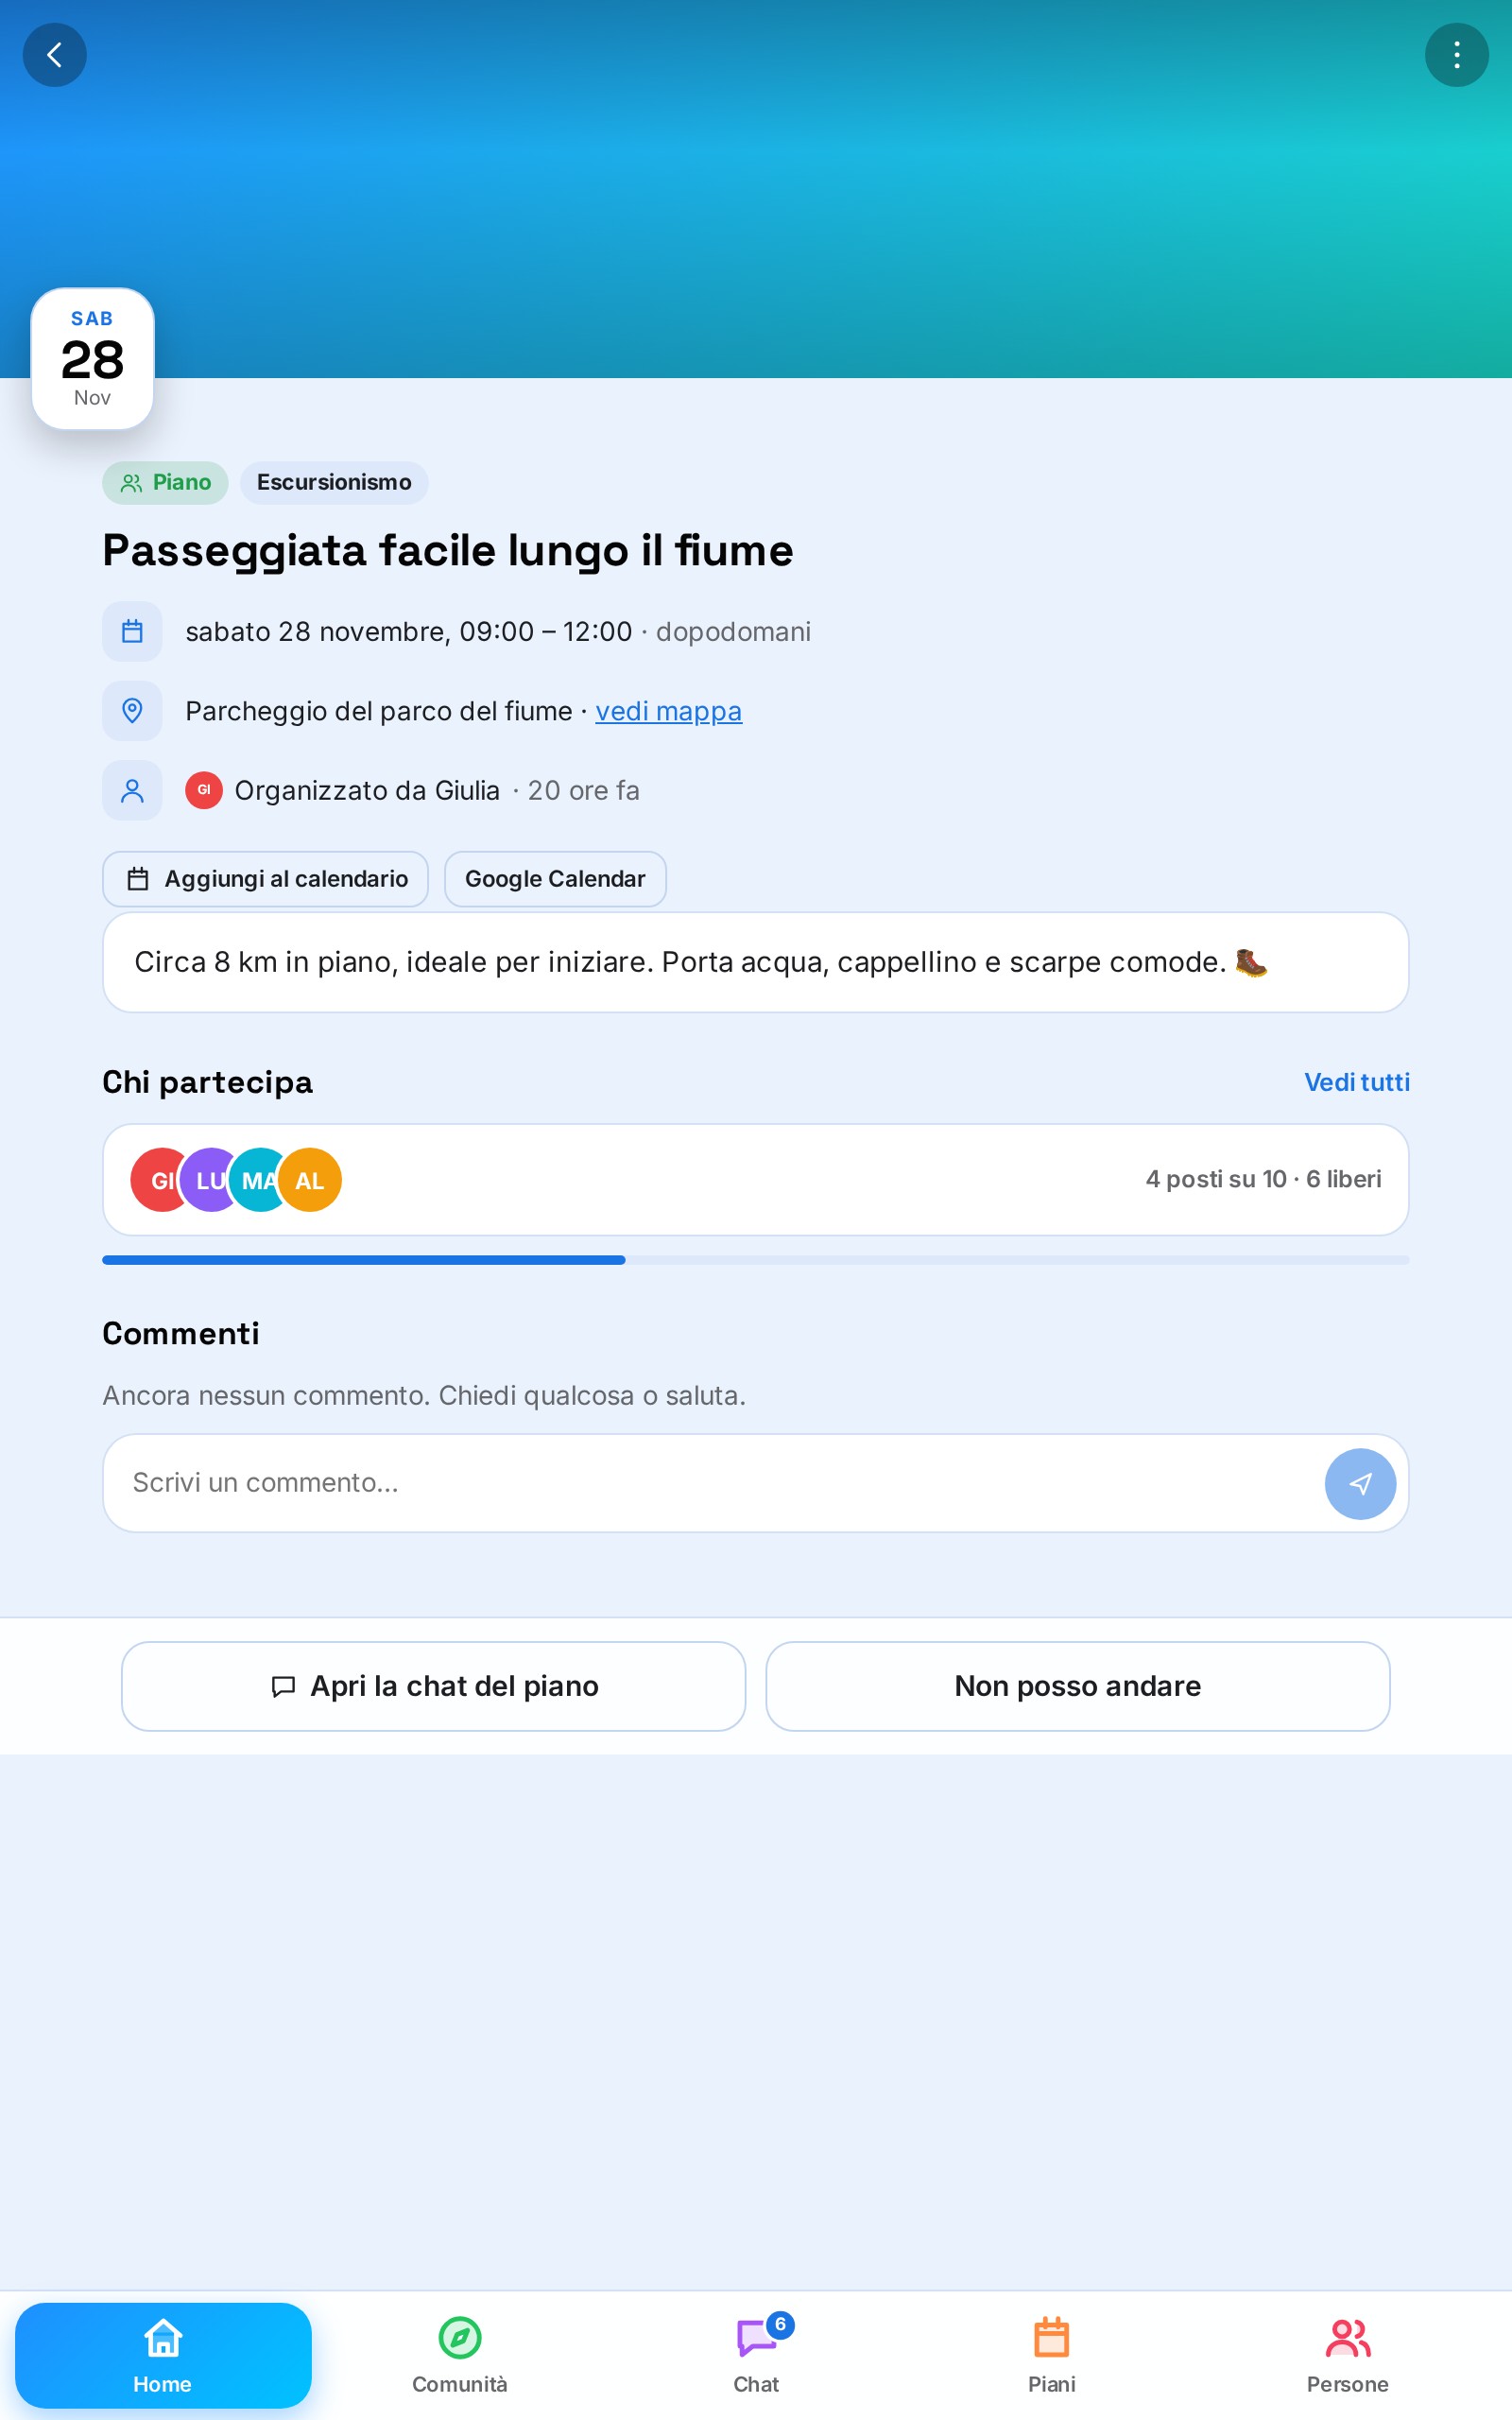 SAB
28
Nov
Piano
Escursionismo
Passeggiata facile lungo il fiume
sabato 28 novembre, 09:00 – 12:00 · dopodomani
Parcheggio del parco del fiume · vedi mappa
GI Organizzato da Giulia · 20 ore fa
Aggiungi al calendario
Google Calendar
Circa 8 km in piano, ideale per iniziare. Porta acqua, cappellino e scarpe comode. 🥾
Chi partecipa
Vedi tutti
GI LU MA AL
4 posti su 10 · 6 liberi
Commenti
Ancora nessun commento. Chiedi qualcosa o saluta.
Scrivi un commento...
Apri la chat del piano
Non posso andare
6
Home
Comunità
Chat
Piani
Persone